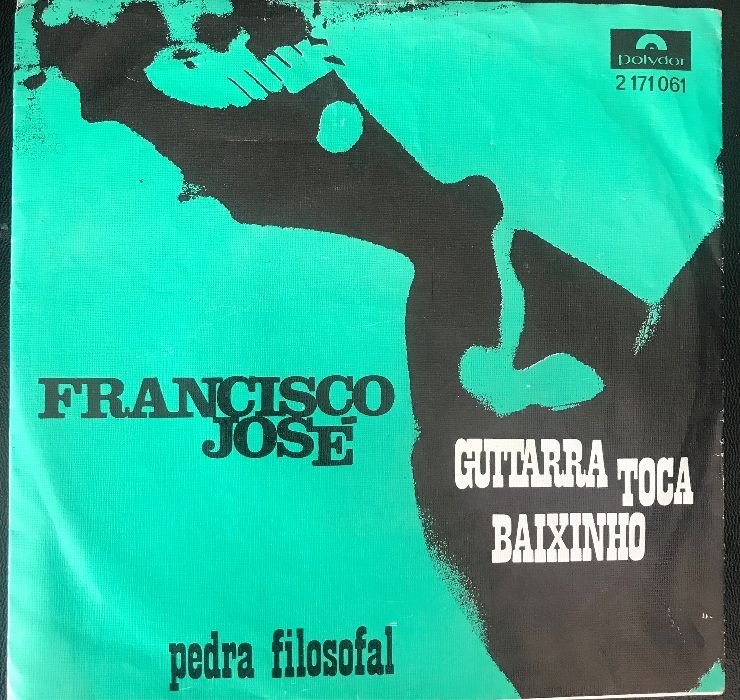 polydor
2 171 061
FRANCISCO
JOSÉ
GUITARRA TOCA
BAIXINHO
pedra filosofal